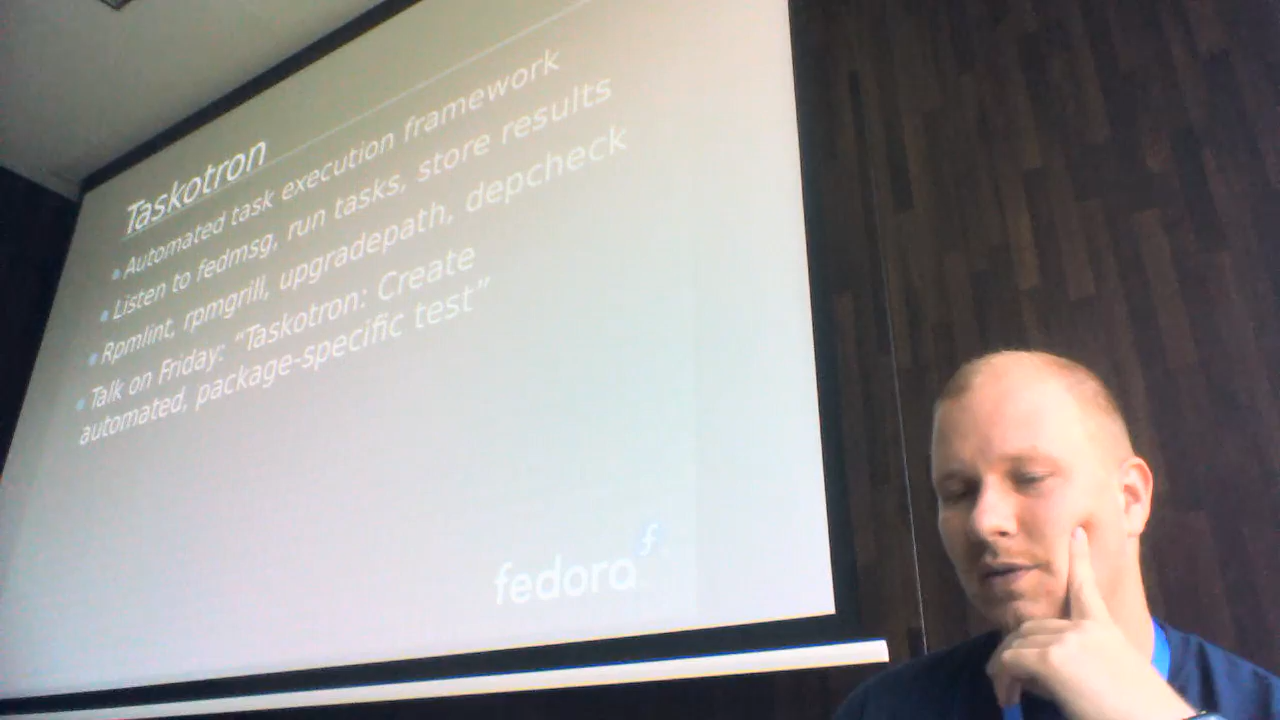 Taskotron
• Automated task execution framework
• Listen to fedmsg, run tasks, store results
• Rpmlint, rpmgrill, upgradepath, depcheck
• Talk on Friday: “Taskotron: Create
automated, package-specific test”
fedora f